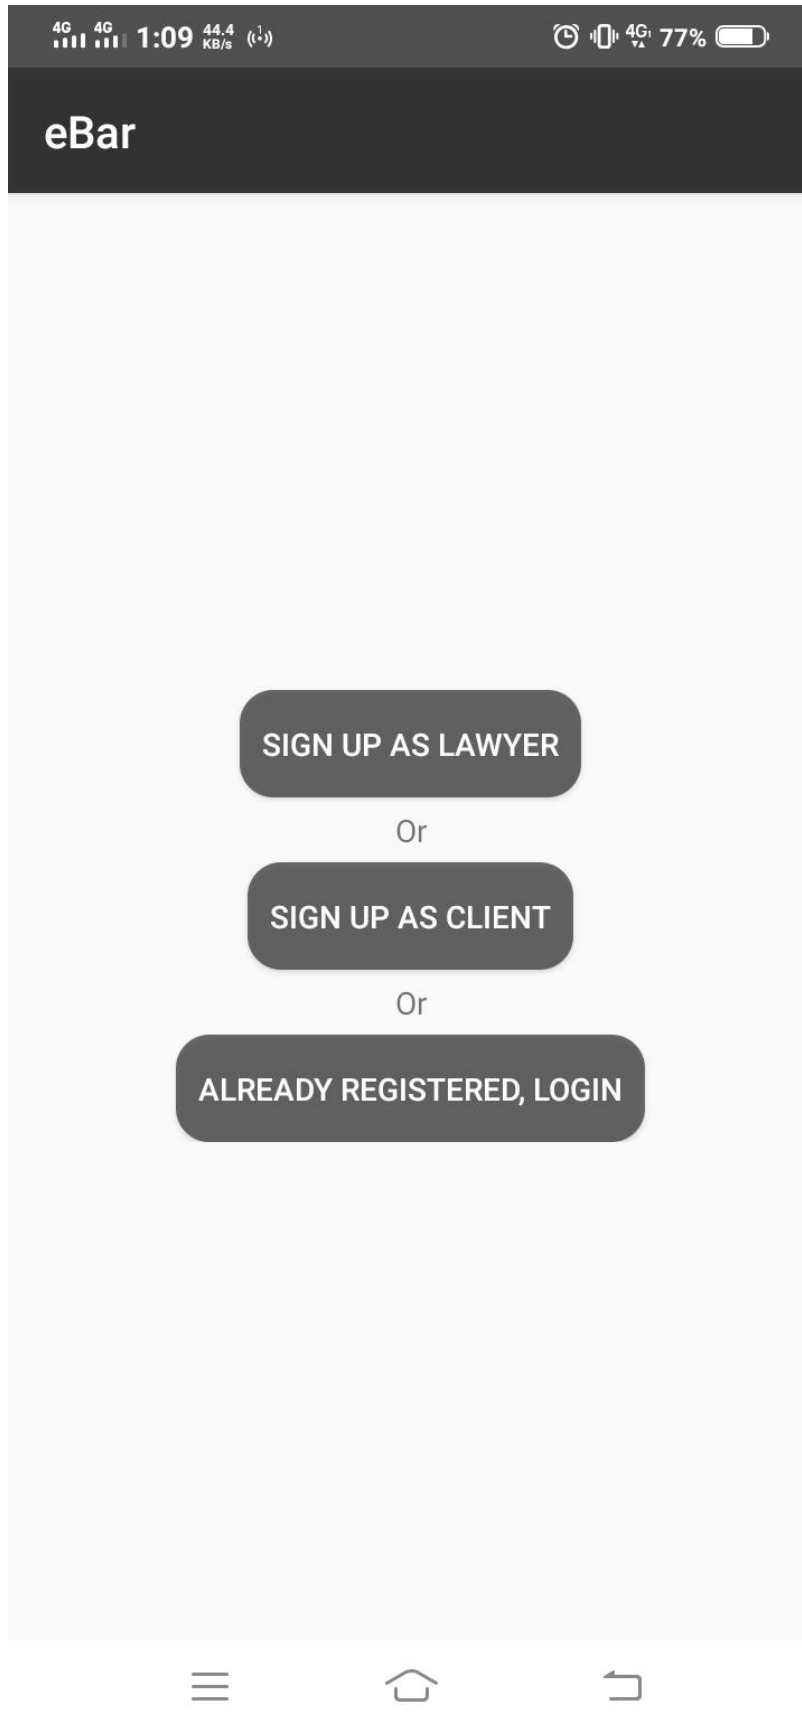 4G 4G 1:09 44.4 KB/s 4G1 77%
eBar
SIGN UP AS LAWYER
Or
SIGN UP AS CLIENT
Or
ALREADY REGISTERED, LOGIN